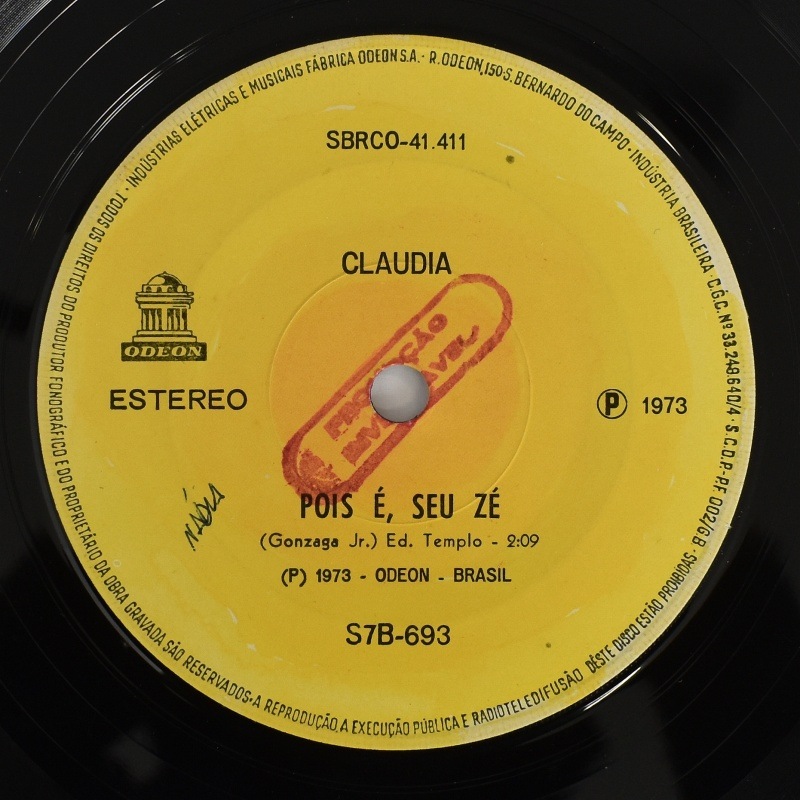 TODOS OS DIREITOS DO PRODUTOR FONOGRÁFICO E DO PROPRIETÁRIO DA OBRA GRAVADA SÃO RESERVADOS·A REPRODUÇÃO, A EXECUÇÃO PÚBLICA E RADIOTELEDIFUSÃO DÊSTE DISCO ESTÃO PROIBIDAS·
INDÚSTRIAS ELÉTRICAS E MUSICAIS FÁBRICA ODEON S.A. - R. ODEON, 150·S. BERNARDO DO CAMPO · INDÚSTRIA BRASILEIRA · C.G.C. Nº 33.249.640/4 · S.C.D.P.-P.F. 002/G.B.
SBRCO-41.411
CLAUDIA
ODEON
ESTEREO
Ⓟ 1973
POIS É, SEU ZÉ
(Gonzaga Jr.) Ed. Templo - 2:09
(P) 1973 - ODEON - BRASIL
S7B-693